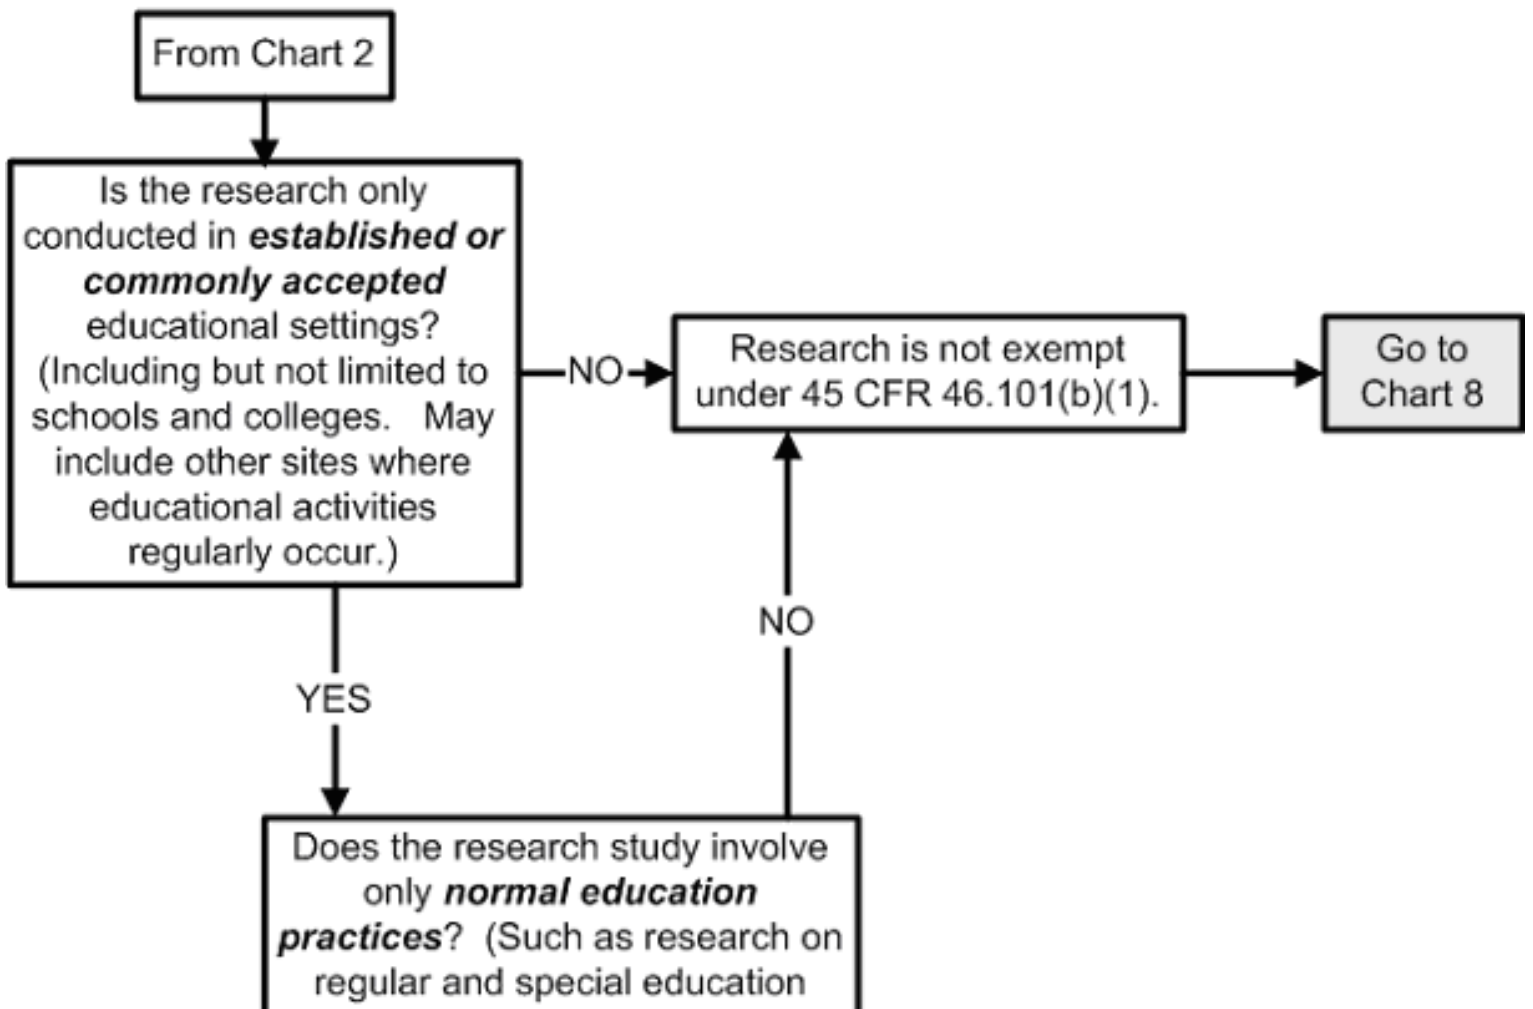 From Chart 2
Is the research only
conducted in established or
commonly accepted
educational settings?
(Including but not limited to
schools and colges.   May
include other sites where
educational activities
regularly occur.)
NO
Research is not exempt
under 45 CFR 46.101(b)(1).
Go to
Chart 8
YES
NO
Does the research study involve
only normal education
practices?  (Such as research on
regular and special education